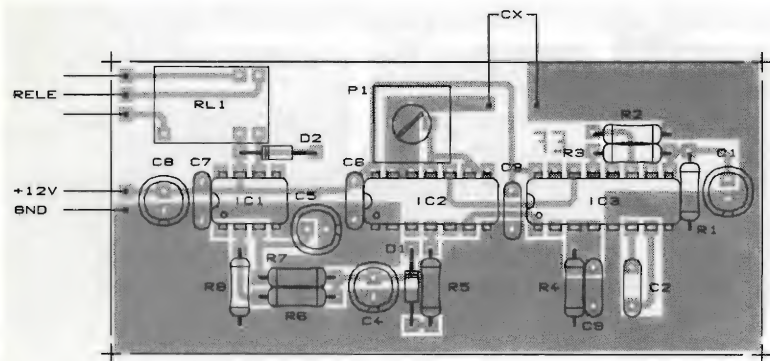 CX
P1
RELE
RL1
R2
D2
R3
C8
C7
C6
C9
C1
+12V
GND
IC1
IC2
IC3
C5
R1
D1
R7
R8
R5
R4
C2
R6
C4
C9